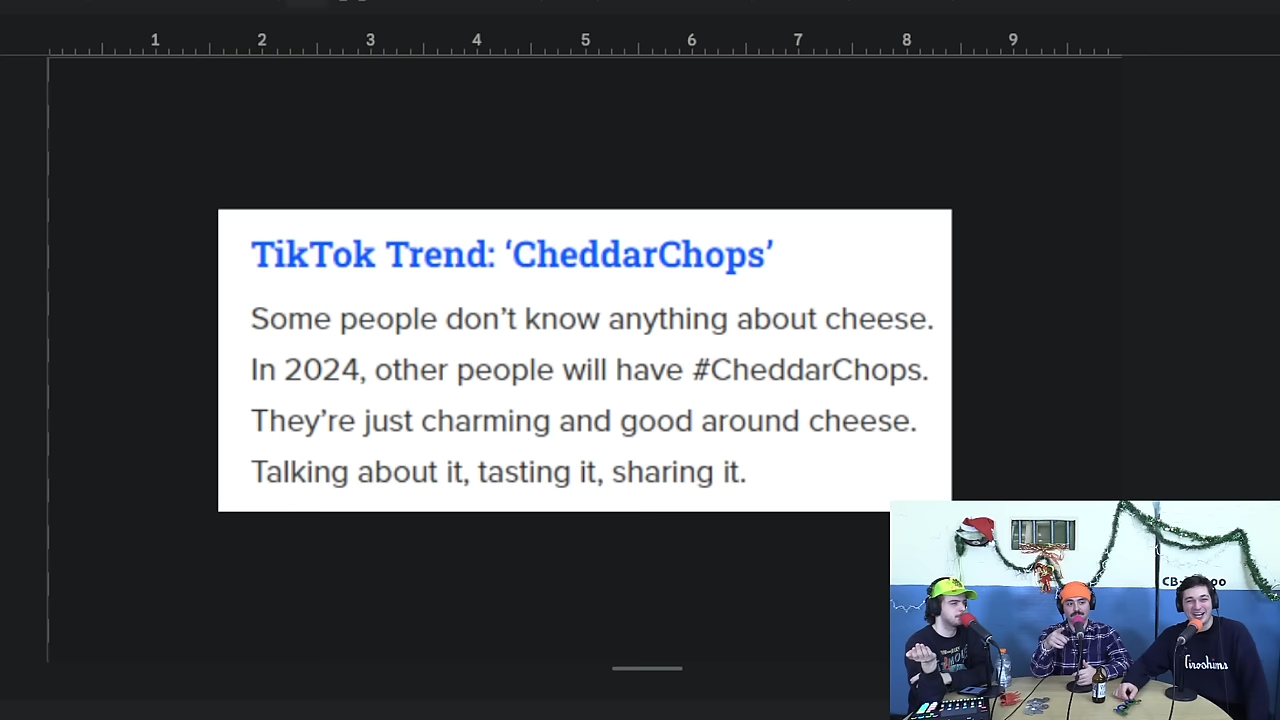 1 2 3 4 5 6 7 8 9
TikTok Trend: ‘CheddarChops’
Some people don’t know anything about cheese.
In 2024, other people will have #CheddarChops.
They’re just charming and good around cheese.
Talking about it, tasting it, sharing it.